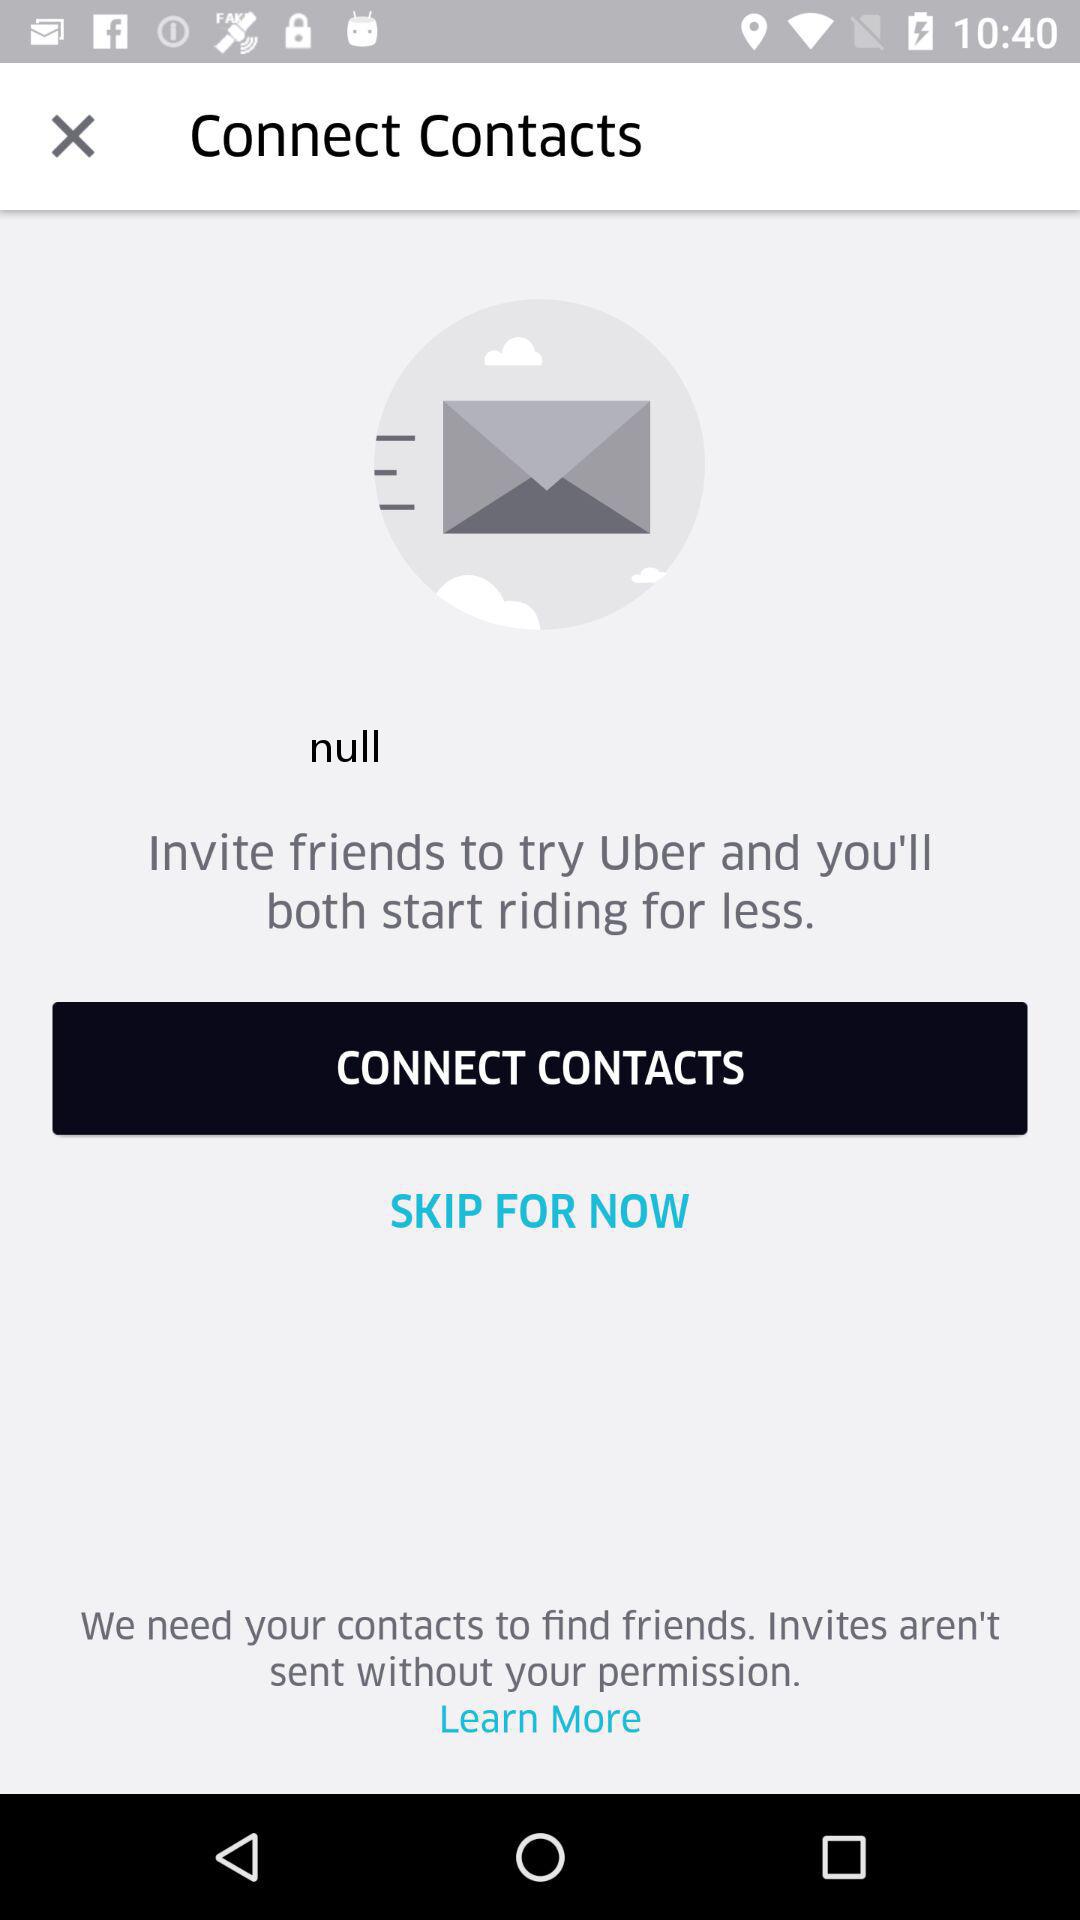 FAKE
10:40
Connect Contacts
null
Invite friends to try Uber and you'll
both start riding for less.
CONNECT CONTACTS
SKIP FOR NOW
We need your contacts to find friends. Invites aren't
sent without your permission.
Learn More